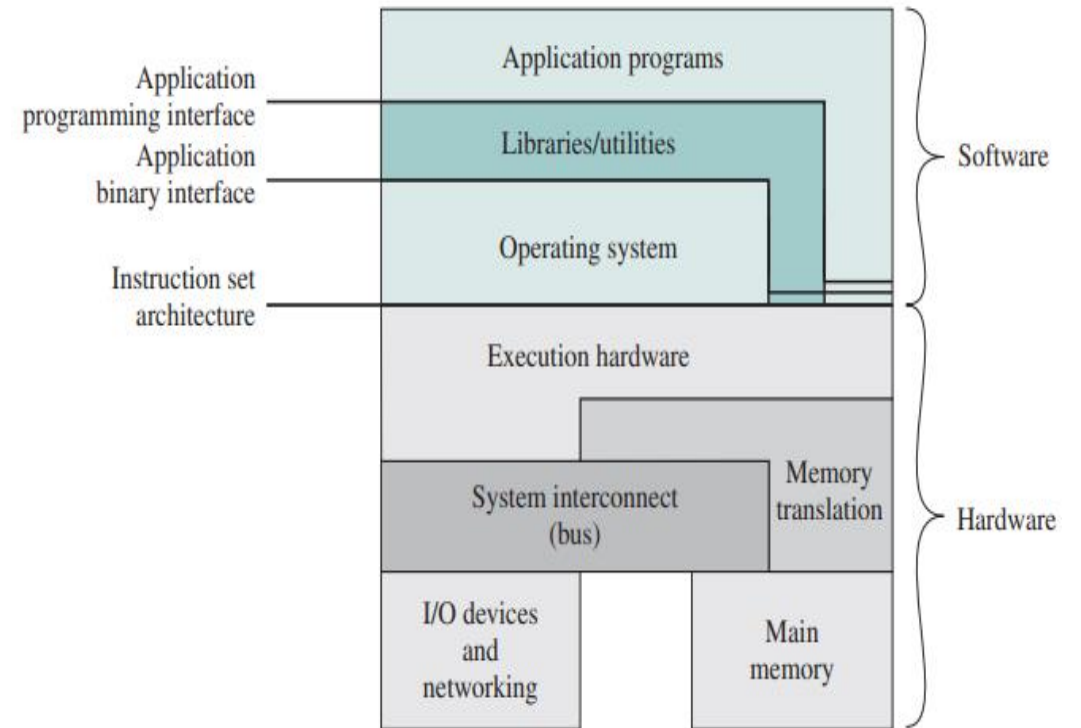 Application programs
Application
programming interface
Libraries/utilities
Application
binary interface
Software
Operating system
Instruction set
architecture
Execution hardware
Memory
translation
System interconnect
(bus)
Hardware
I/O devices
and
networking
Main
memory